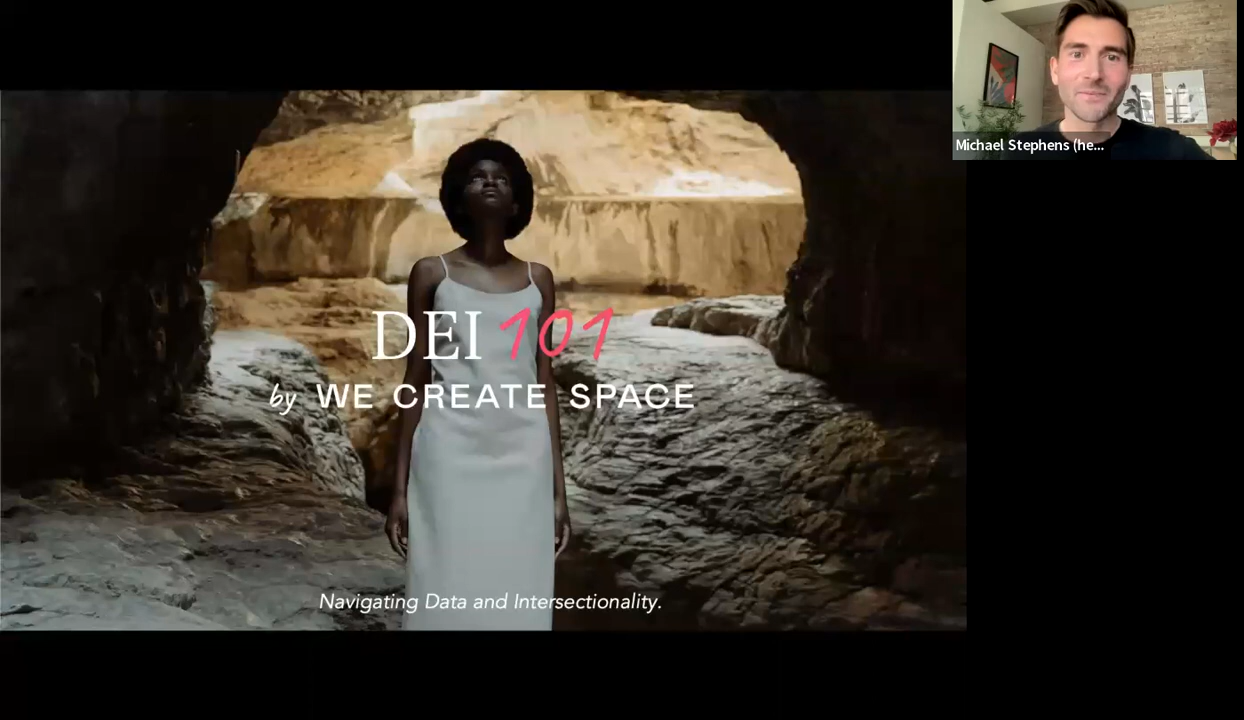 Michael Stephens (he...
DEI 101
by WE CREATE SPACE
Navigating Data and Intersectionality.